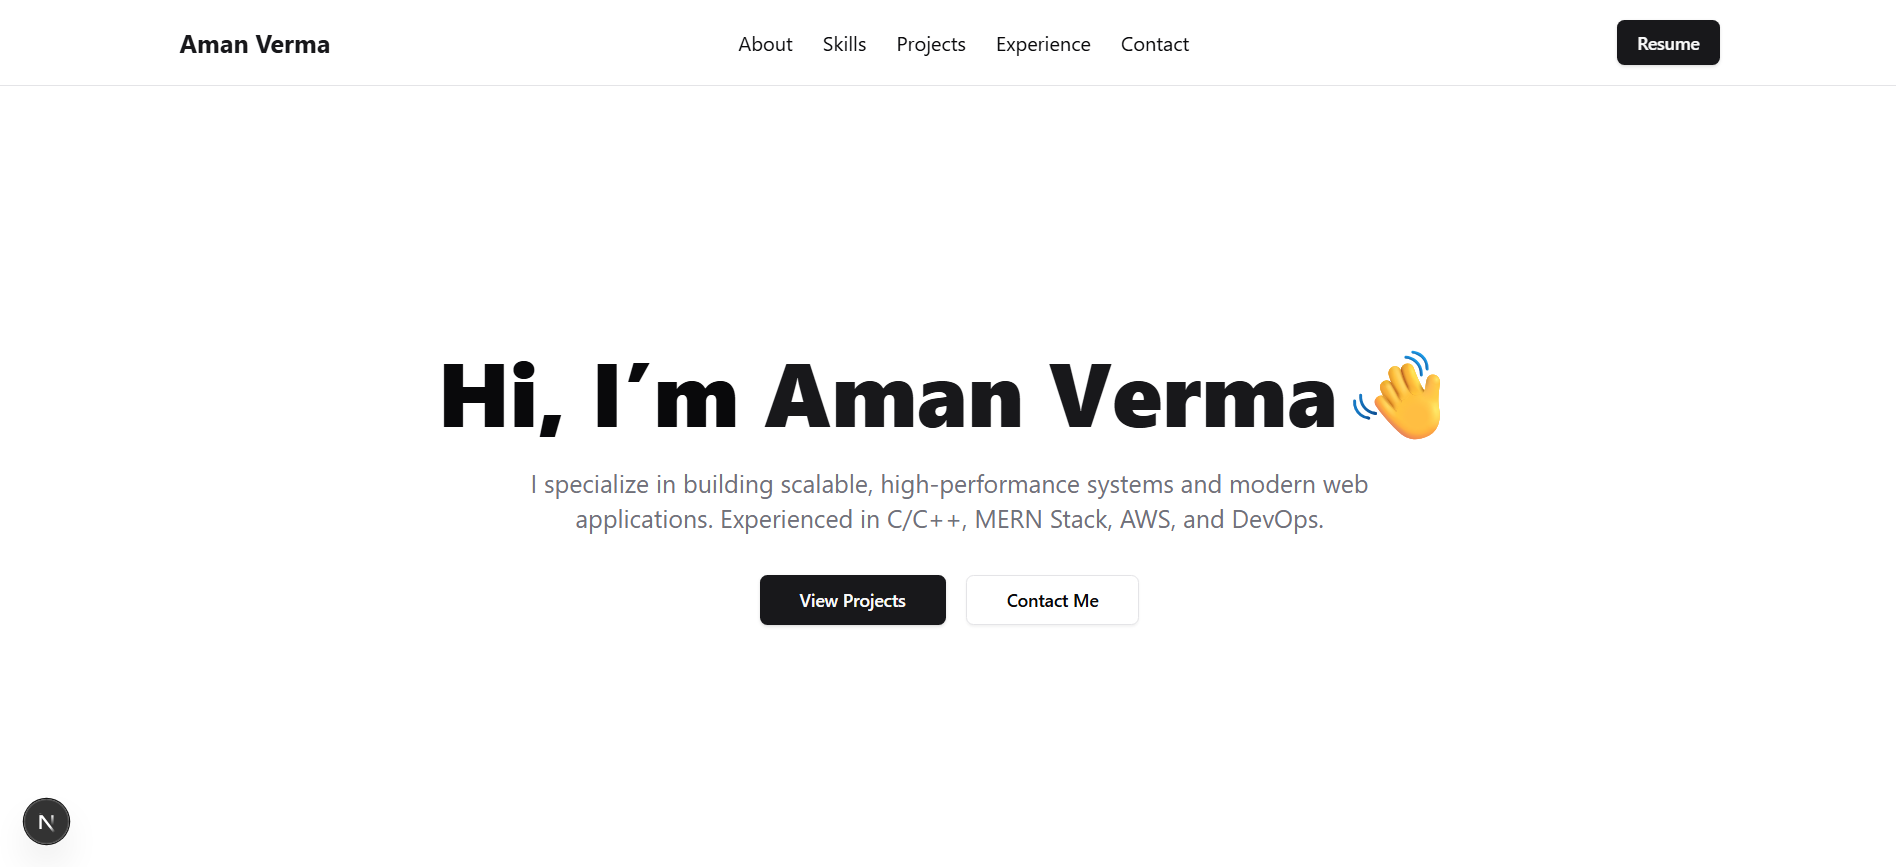 Aman Verma
About Skills Projects Experience Contact
Resume
Hi, I’m Aman Verma 👋
I specialize in building scalable, high-performance systems and modern web
applications. Experienced in C/C++, MERN Stack, AWS, and DevOps.
View Projects
Contact Me
N